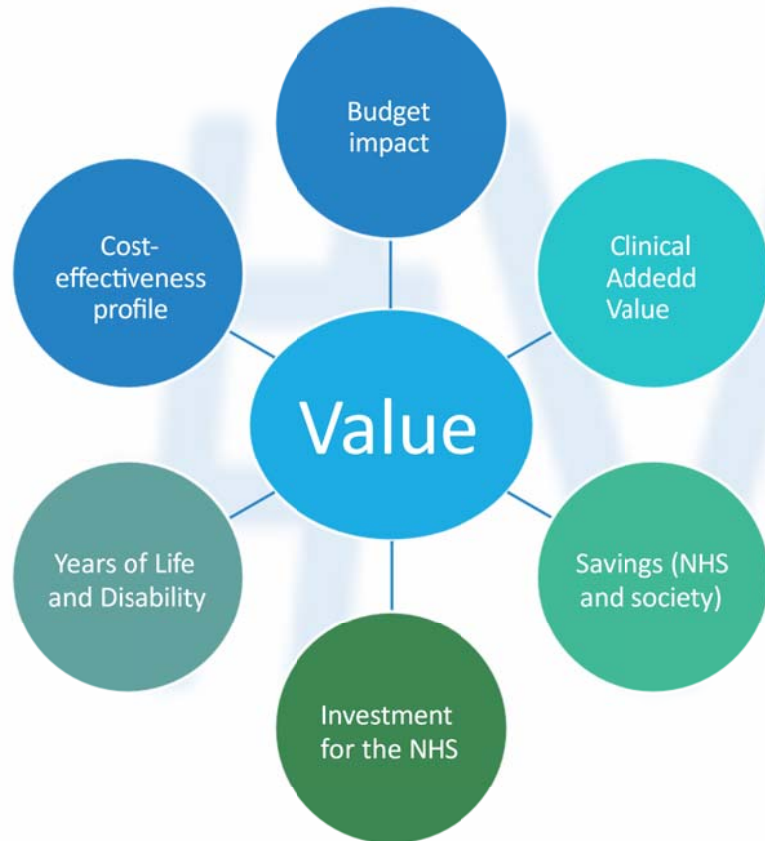 Budget
impact
Clinical
Addedd
Value
Savings (NHS
and society)
Investment
for the NHS
Years of Life
and Disability
Cost-
effectiveness
profile
Value